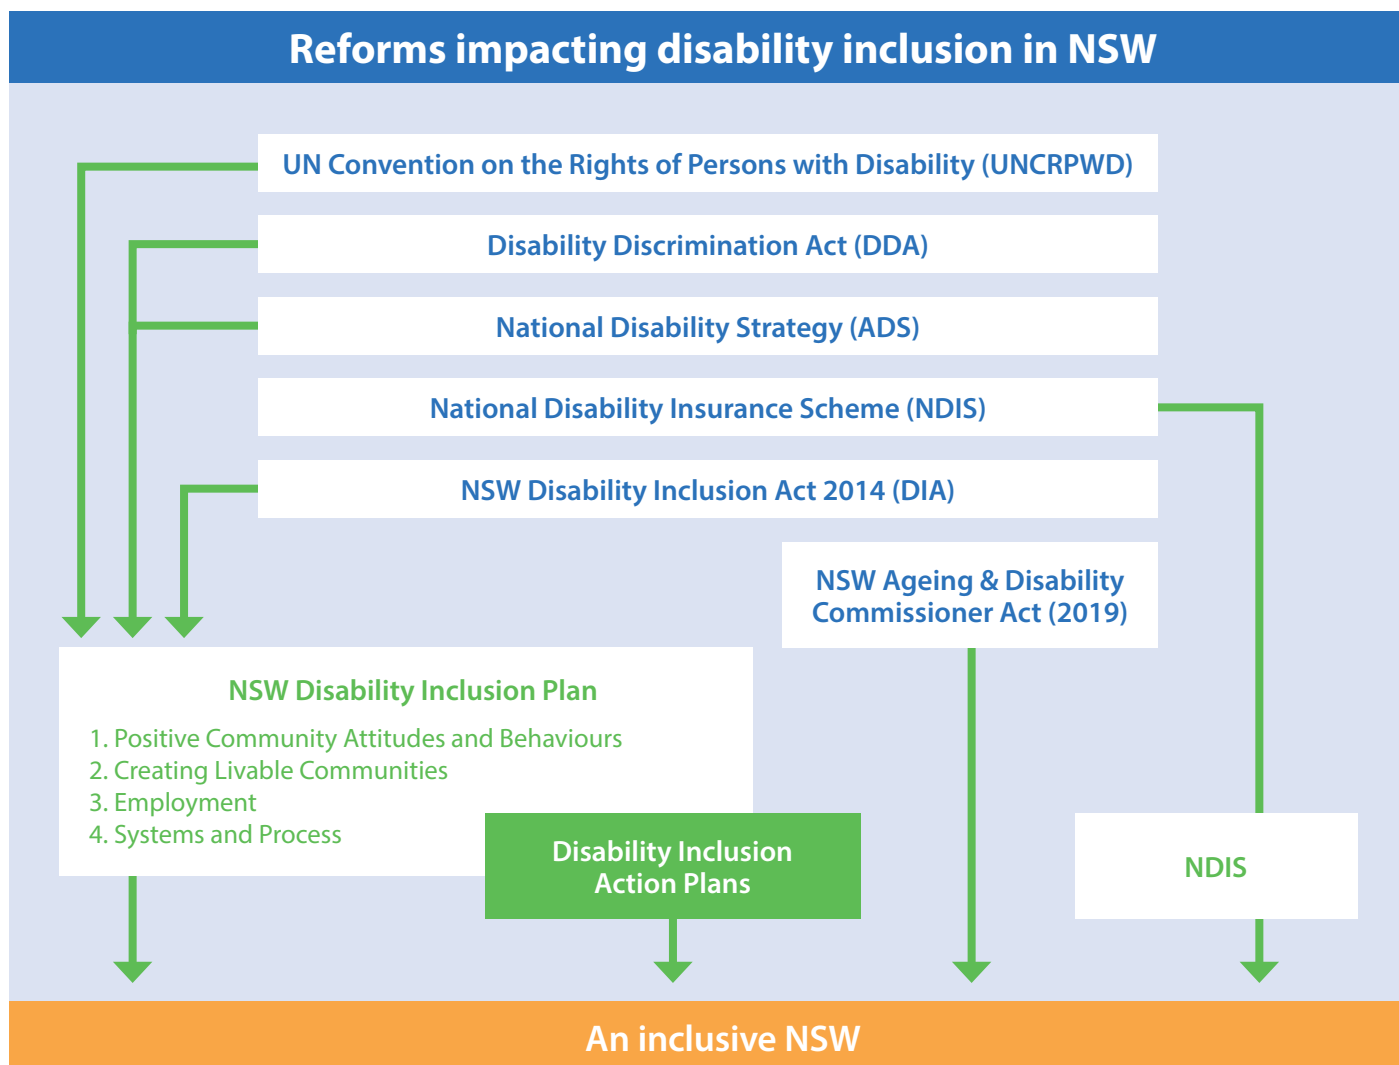 Reforms impacting disability inclusion in NSW
UN Convention on the Rights of Persons with Disability (UNCRPWD)
Disability Discrimination Act (DDA)
National Disability Strategy (ADS)
National Disability Insurance Scheme (NDIS)
NSW Disability Inclusion Act 2014 (DIA)
NSW Ageing & Disability
Commissioner Act (2019)
NSW Disability Inclusion Plan
1. Positive Community Attitudes and Behaviours
2. Creating Livable Communities
3. Employment
4. Systems and Process
Disability Inclusion
Action Plans
NDIS
An inclusive NSW